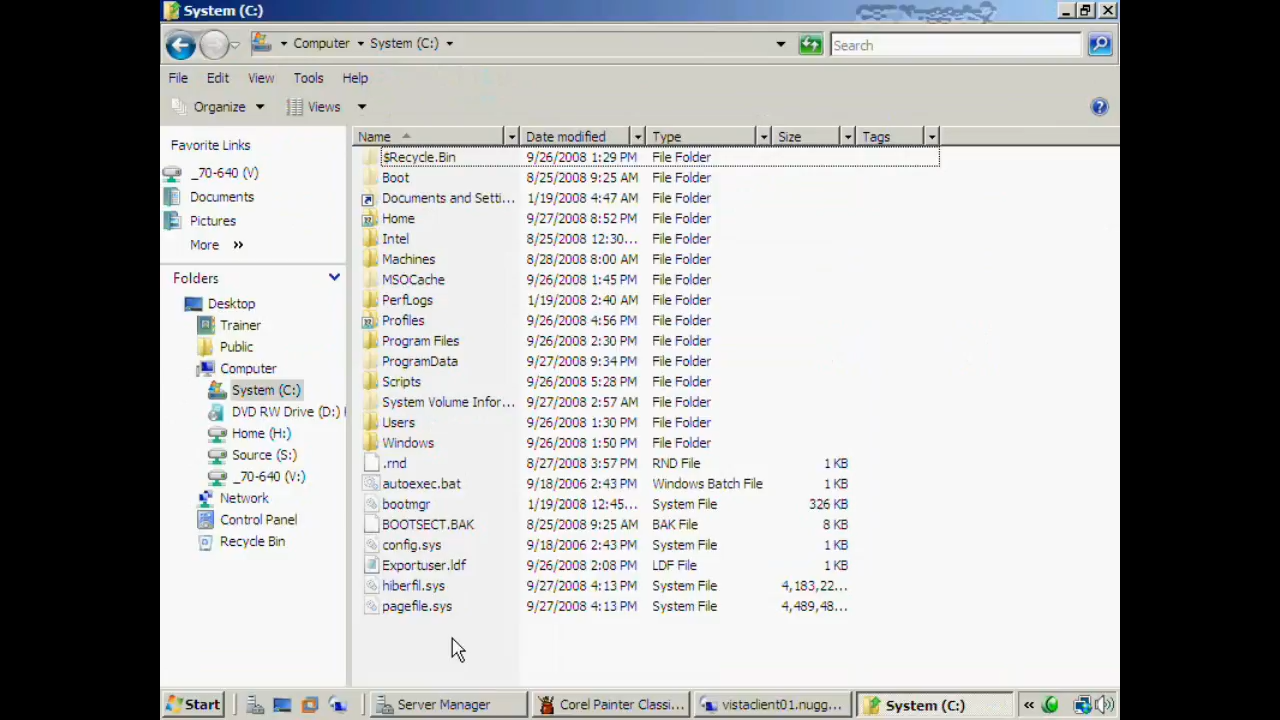 System (C:)
Computer System (C:) Search
File Edit View Tools Help
Organize Views
Favorite Links
_70-640 (V)
Documents
Pictures
More »
Folders
Desktop
Trainer
Public
Computer
System (C:)
DVD RW Drive (D:)
Home (H:)
Source (S:)
_70-640 (V:)
Network
Control Panel
Recycle Bin
Name Date modified Type Size Tags
$Recycle.Bin 9/26/2008 1:29 PM File Folder
Boot 8/25/2008 9:25 AM File Folder
Documents and Setti... 1/19/2008 4:47 AM File Folder
Home 9/27/2008 8:52 PM File Folder
Intel 8/25/2008 12:30... File Folder
Machines 8/28/2008 8:00 AM File Folder
MSOCache 9/26/2008 1:45 PM File Folder
PerfLogs 1/19/2008 2:40 AM File Folder
Profiles 9/26/2008 4:56 PM File Folder
Program Files 9/26/2008 2:30 PM File Folder
ProgramData 9/27/2008 9:34 PM File Folder
Scripts 9/26/2008 5:28 PM File Folder
System Volume Infor... 9/27/2008 2:57 AM File Folder
Users 9/26/2008 1:30 PM File Folder
Windows 9/26/2008 1:50 PM File Folder
.rnd 8/27/2008 3:57 PM RND File 1 KB
autoexec.bat 9/18/2006 2:43 PM Windows Batch File 1 KB
bootmgr 1/19/2008 12:45... System File 326 KB
BOOTSECT.BAK 8/25/2008 9:25 AM BAK File 8 KB
config.sys 9/18/2006 2:43 PM System File 1 KB
Exportuser.ldf 9/26/2008 2:08 PM LDF File 1 KB
hiberfil.sys 9/27/2008 4:13 PM System File 4,183,22...
pagefile.sys 9/27/2008 4:13 PM System File 4,489,48...
Start Server Manager Corel Painter Classi... vistaclient01.nugg... System (C:) «